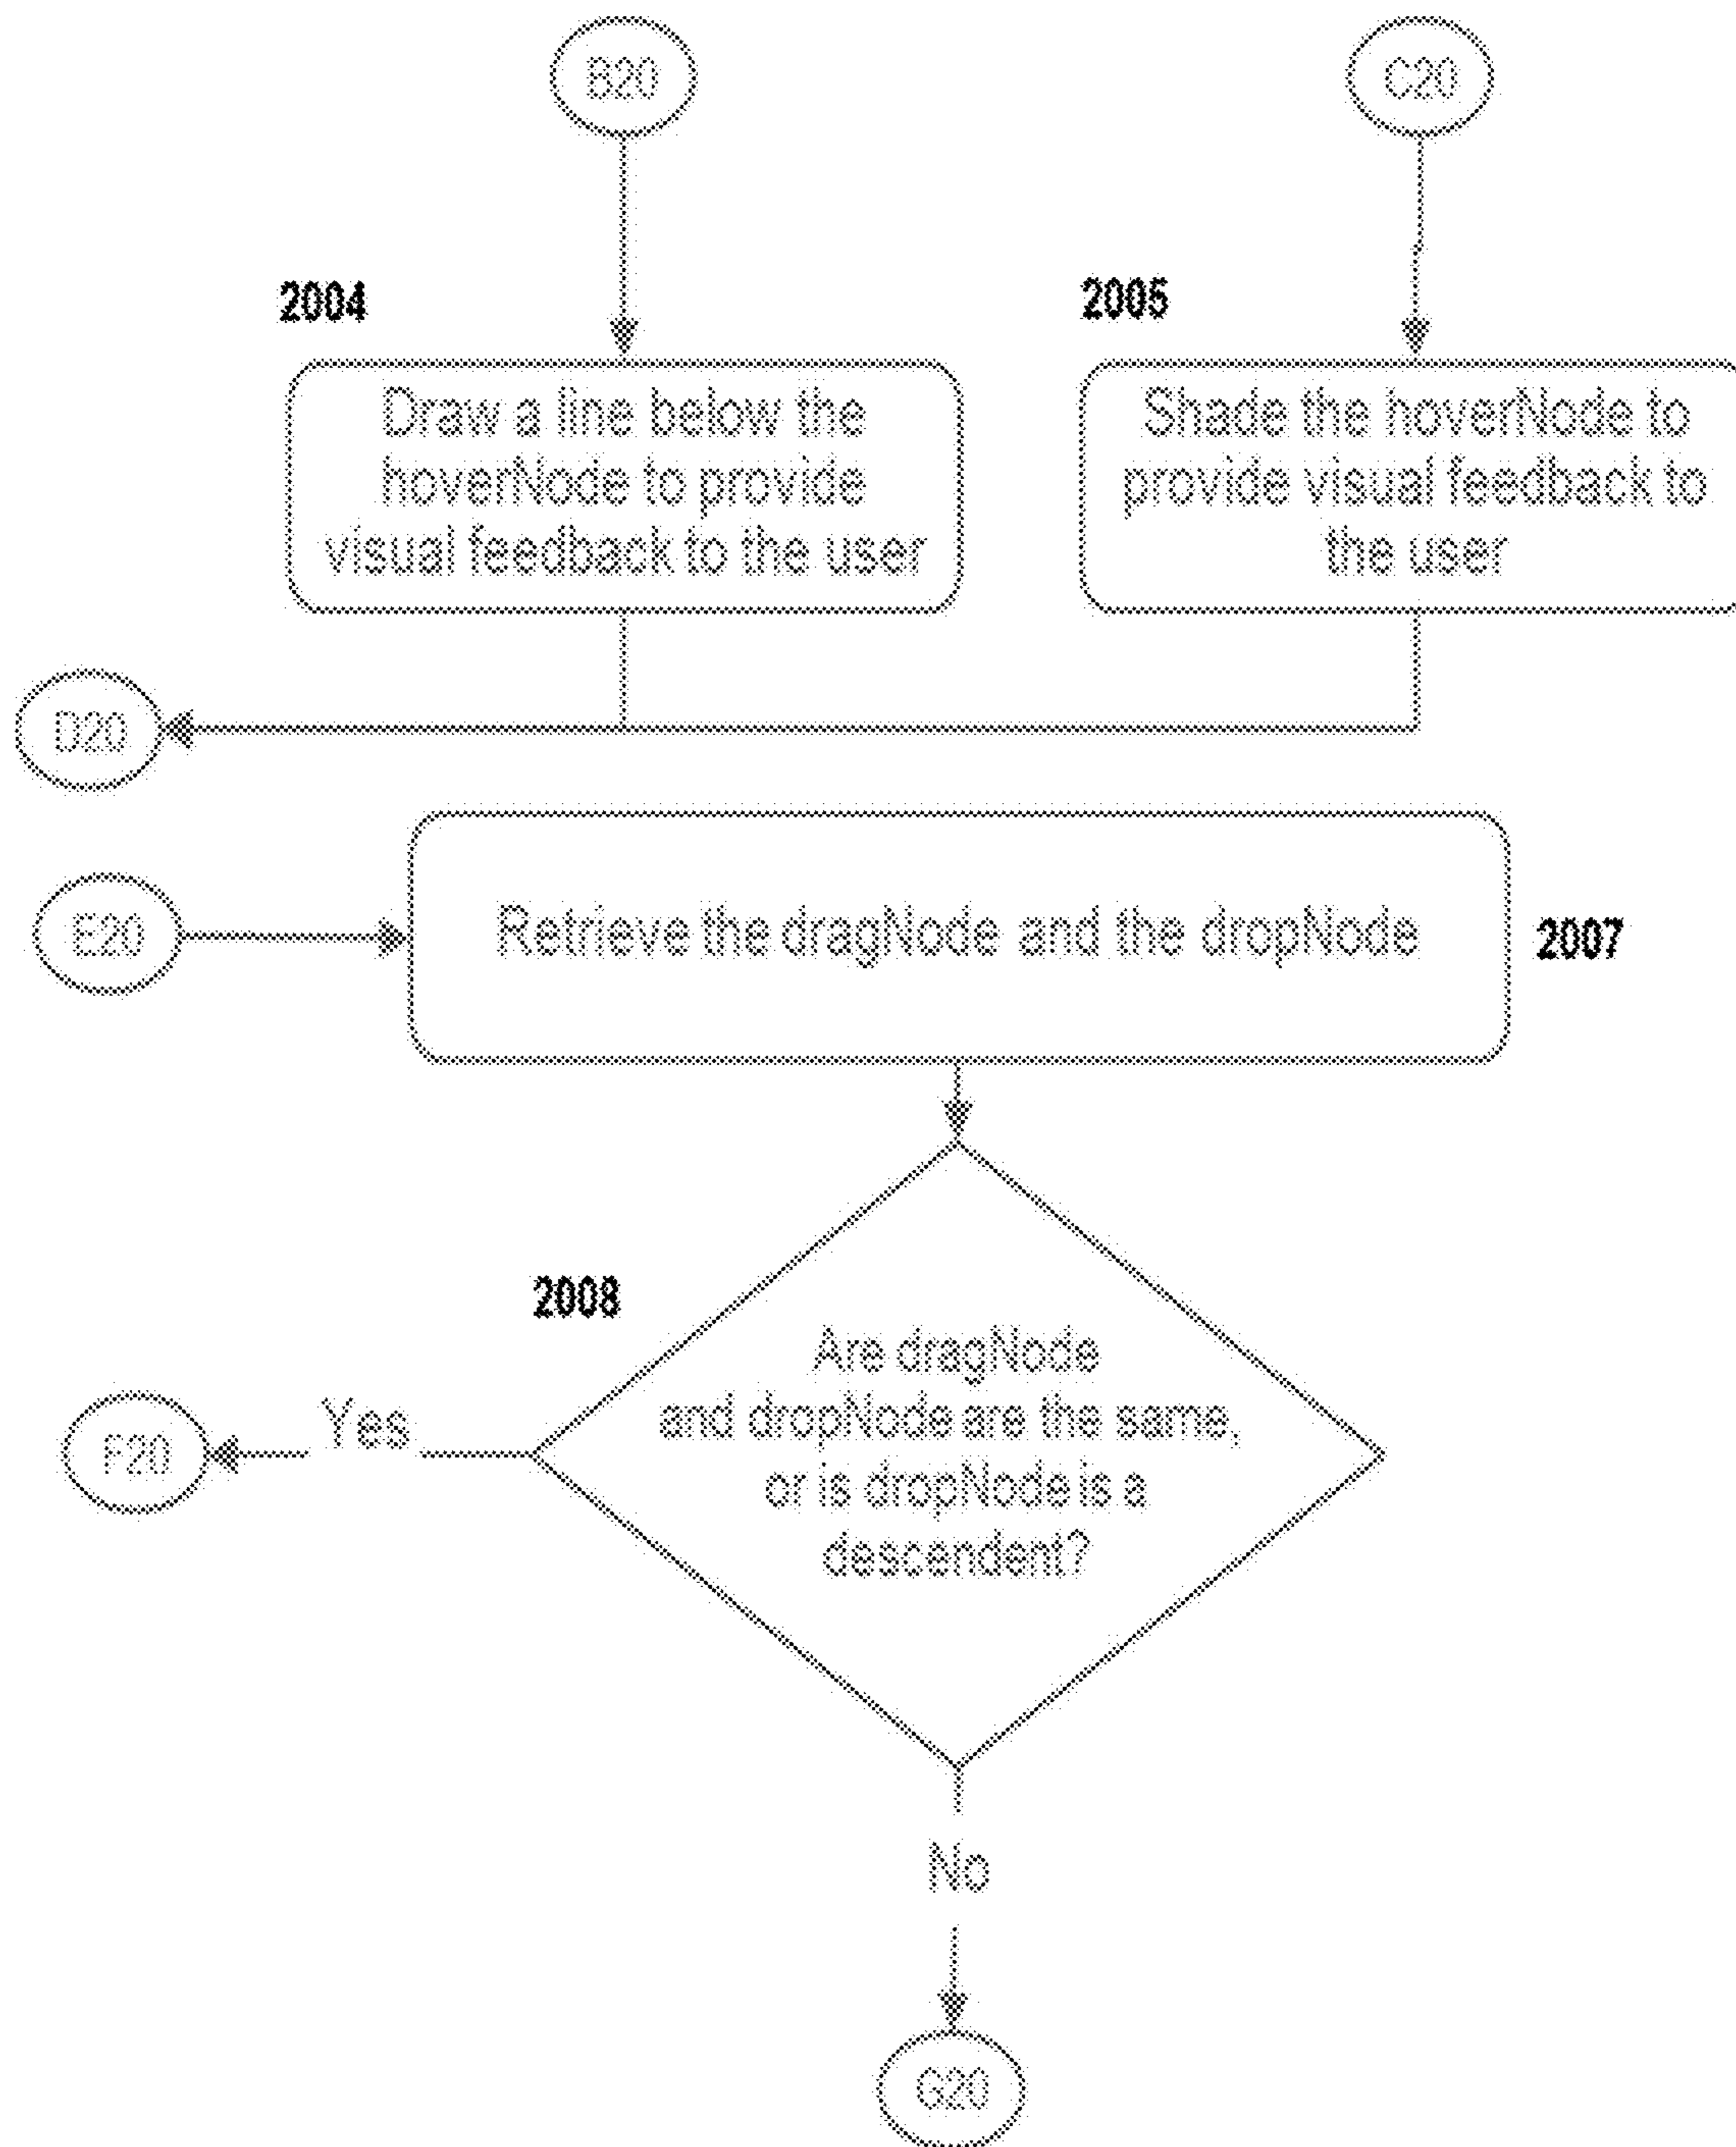 B20
C20
2004
2005
Draw a line below the
hoverNode to provide
visual feedback to the user
Shade the hoverNode to
provide visual feedback to
the user
D20
E20
Retrieve the dragNode and the dropNode
2007
2008
Are dragNode
and dropNode are the same,
or is dropNode is a
descendent?
Yes
F20
No
G20